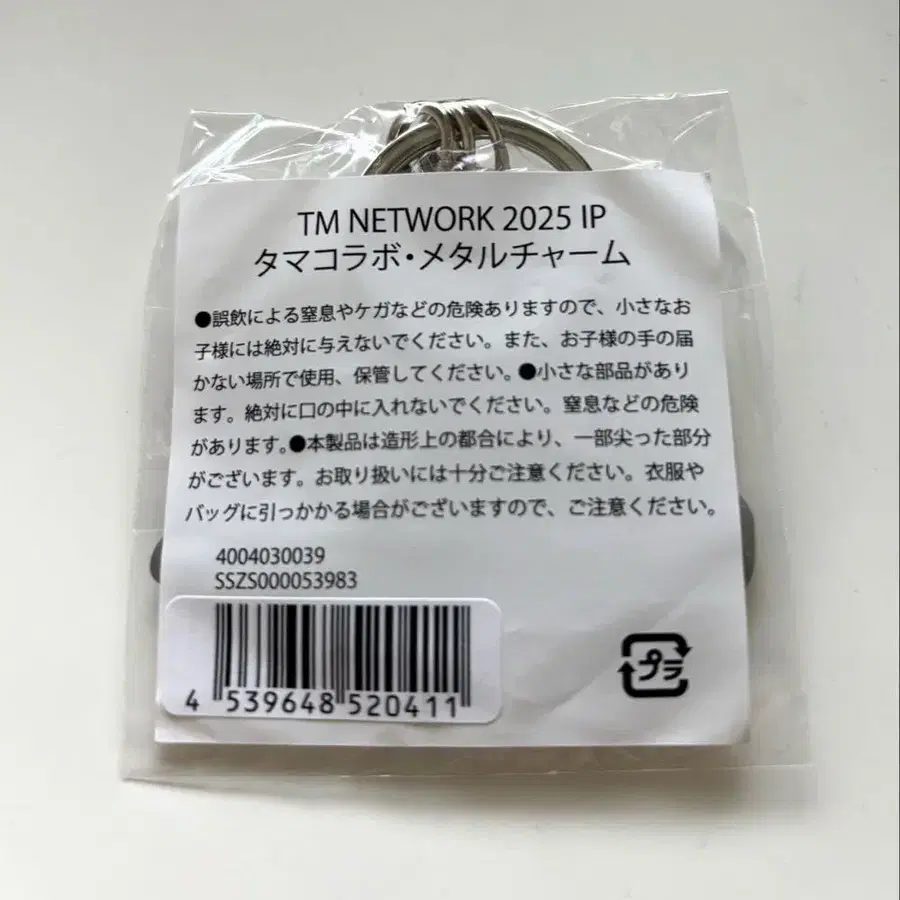 TM NETWORK 2025 IP
タマコラボ・メタルチャーム
●誤飲による窒息やケガなどの危険ありますので、小さなお
子様には絶対に与えないでください。また、お子様の手の届
かない場所で使用、保管してください。●小さな部品があり
ます。絶対に口の中に入れないでください。窒息などの危険
があります。●本製品は造形上の都合により、一部尖った部分
がございます。お取り扱いには十分ご注意ください。衣服や
バッグに引っかかる場合がございますので、ご注意ください。
4004030039
SSZS000053983
4 539648 520411
プラ